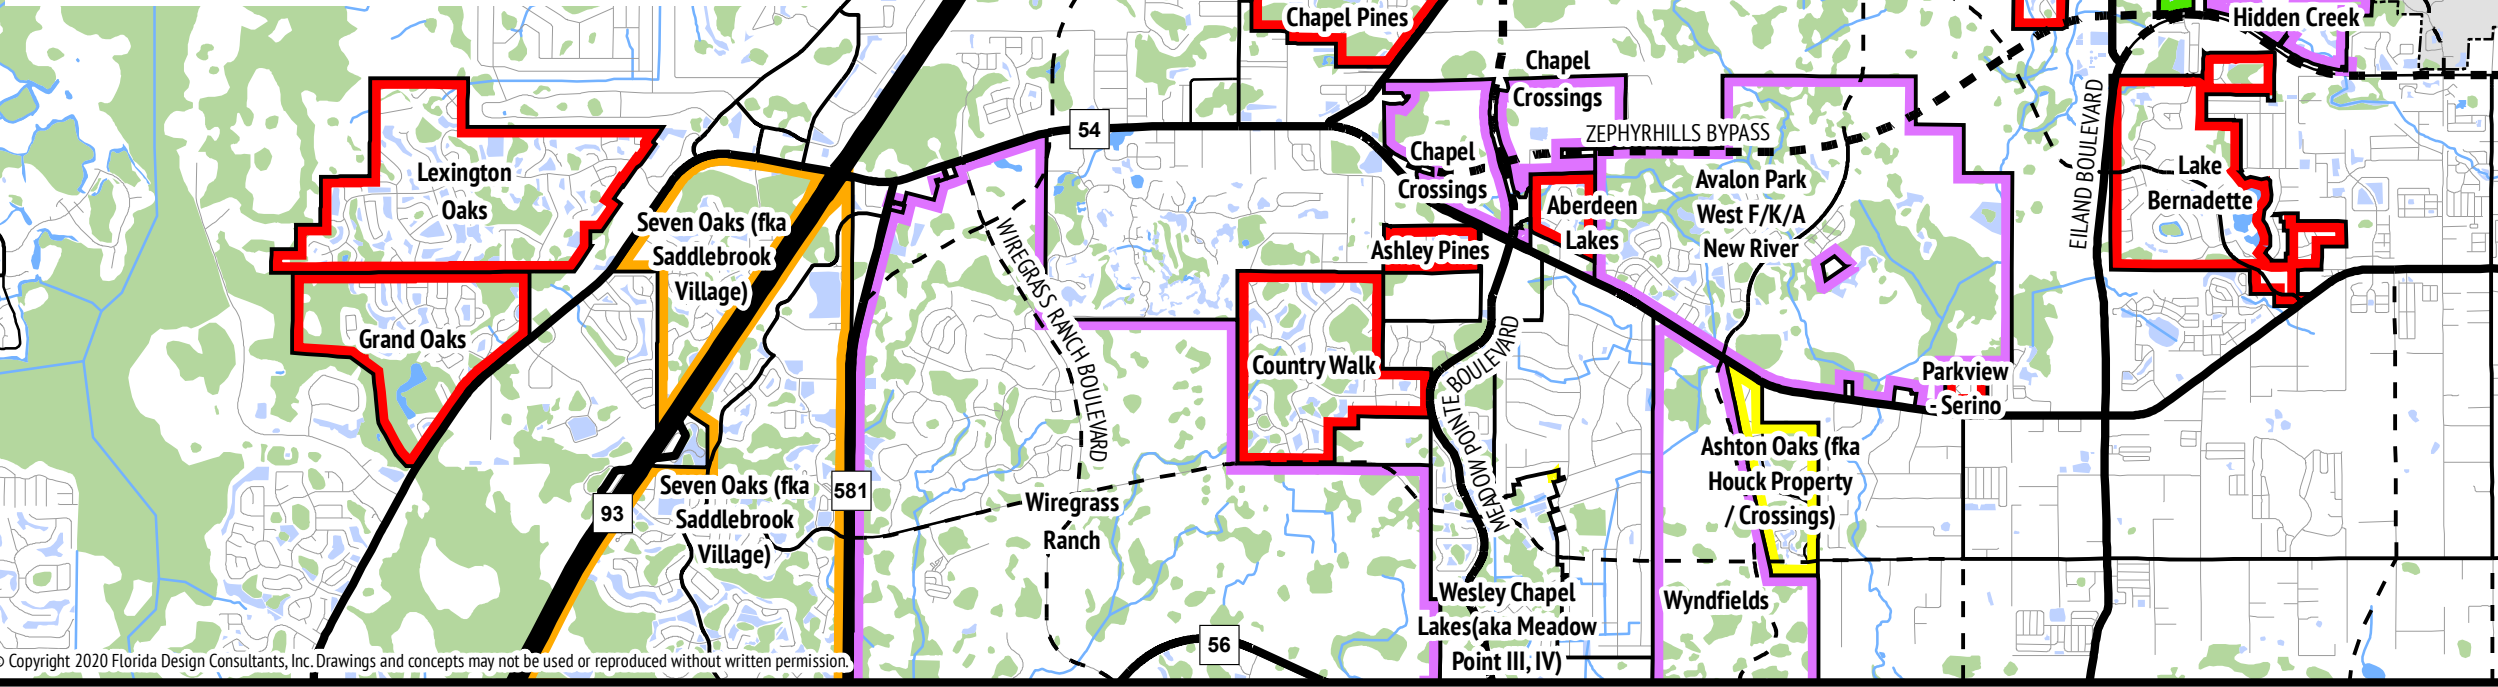 Chapel Pines
Hidden Creek
Chapel
Crossings
54
ZEPHYRHILLS BYPASS
EILAND BOULEVARD
Lexington
Oaks
Chapel
Crossings
Avalon Park
West F/K/A
New River
Lake
Bernadette
Aberdeen
Lakes
Seven Oaks (fka
Saddlebrook
Village)
Ashley Pines
WIREGRASS RANCH BOULEVARD
Grand Oaks
Country Walk
MEADOW POINTE BOULEVARD
Parkview
- Serino
Ashton Oaks (fka
Houck Property
/ Crossings)
93
Seven Oaks (fka
Saddlebrook
Village)
581
Wiregrass
Ranch
Wesley Chapel
Lakes(aka Meadow
Point III, IV)
Wyndfields
56
© Copyright 2020 Florida Design Consultants, Inc. Drawings and concepts may not be used or reproduced without written permission.